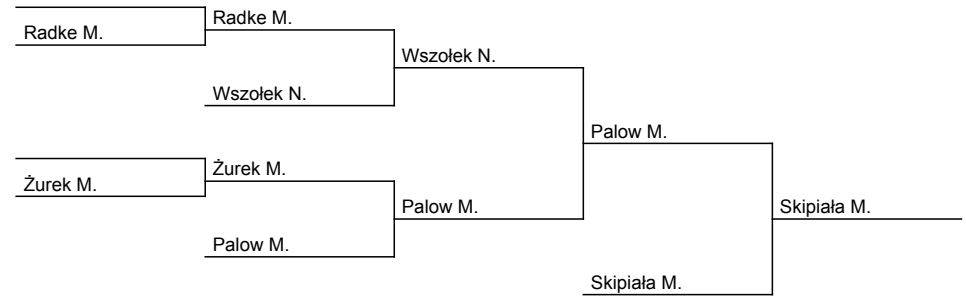 Radke M.
Radke M.
Wszołek N.
Wszołek N.
Palow M.
Żurek M.
Żurek M.
Palow M.
Skipiała M.
Palow M.
Skipiała M.